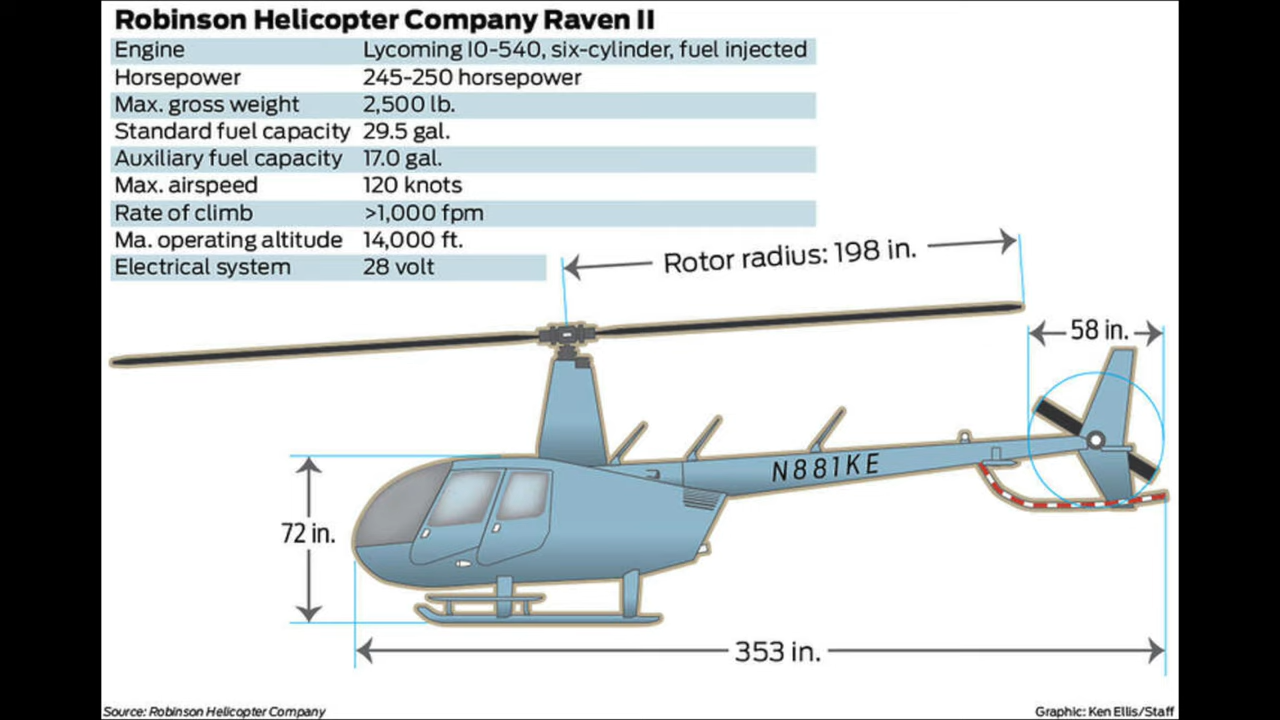 Robinson Helicopter Company Raven II
Engine Lycoming IO-540, six-cylinder, fuel injected
Horsepower 245-250 horsepower
Max. gross weight 2,500 lb.
Standard fuel capacity 29.5 gal.
Auxiliary fuel capacity 17.0 gal.
Max. airspeed 120 knots
Rate of climb >1,000 fpm
Ma. operating altitude 14,000 ft.
Electrical system 28 volt
Rotor radius: 198 in.
58 in.
N881KE
72 in.
353 in.
Source: Robinson Helicopter Company
Graphic: Ken Ellis/Staff